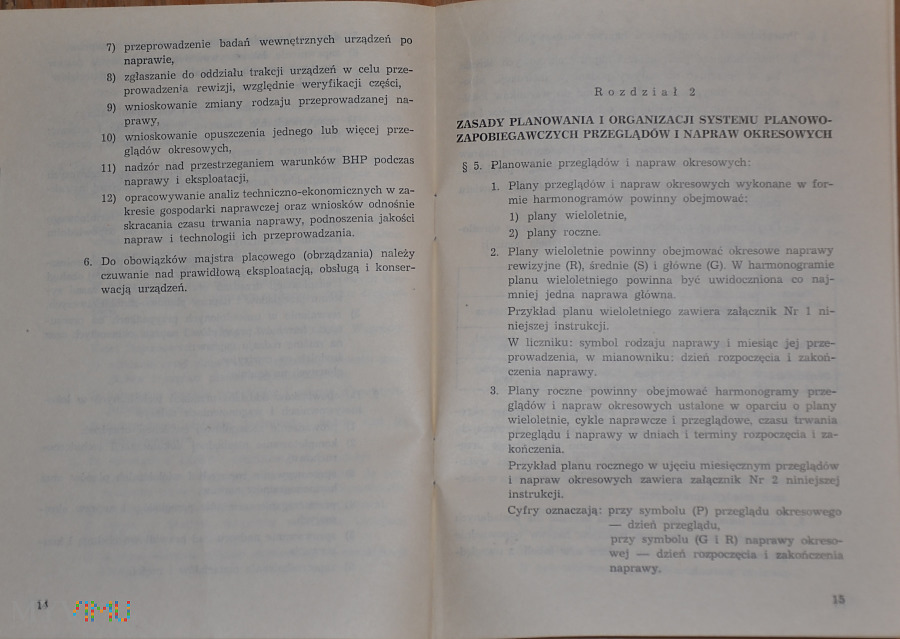 7) przeprowadzenie badań wewnętrznych urządzeń po
naprawie,
8) zgłaszanie do oddziału trakcji urządzeń w celu prze-
prowadzenia rewizji, względnie weryfikacji części,
9) wnioskowanie zmiany rodzaju przeprowadzanej na-
prawy,
10) wnioskowanie opuszczenia jednego lub więcej prze-
glądów okresowych,
11) nadzór nad przestrzeganiem warunków BHP podczas
naprawy i eksploatacji,
12) opracowywanie analiz techniczno-ekonomicznych w za-
kresie gospodarki naprawczej oraz wniosków odnośnie
skracania czasu trwania naprawy, podnoszenia jakości
napraw i technologii ich przeprowadzania.
6. Do obowiązków majstra placowego (obrządzania) należy
czuwanie nad prawidłową eksploatacją, obsługą i konser-
wacją urządzeń.
14
Rozdział 2
ZASADY PLANOWANIA I ORGANIZACJI SYSTEMU PLANOWO-
ZAPOBIEGAWCZYCH PRZEGLĄDÓW I NAPRAW OKRESOWYCH
§ 5. Planowanie przeglądów i napraw okresowych:
1. Plany przeglądów i napraw okresowych wykonane w for-
mie harmonogramów powinny obejmować:
1) plany wieloletnie,
2) plany roczne.
2. Plany wieloletnie powinny obejmować okresowe naprawy
rewizyjne (R), średnie (S) i główne (G). W harmonogramie
planu wieloletniego powinna być uwidoczniona co naj-
mniej jedna naprawa główna.
Przykład planu wieloletniego zawiera załącznik Nr 1 ni-
niejszej instrukcji.
W liczniku: symbol rodzaju naprawy i miesiąc jej prze-
prowadzenia, w mianowniku: dzień rozpoczęcia i zakoń-
czenia naprawy.
3. Plany roczne powinny obejmować harmonogramy prze-
glądów i napraw okresowych ustalone w oparciu o plany
wieloletnie, cykle naprawcze i przeglądowe, czasu trwania
przeglądu i naprawy w dniach i terminy rozpoczęcia i za-
kończenia.
Przykład planu rocznego w ujęciu miesięcznym przeglądów
i napraw okresowych zawiera załącznik Nr 2 niniejszej
instrukcji.
Cyfry oznaczają: przy symbolu (P) przeglądu okresowego
— dzień przeglądu,
przy symbolu (G i R) naprawy okreso-
wej — dzień rozpoczęcia i zakończenia
naprawy.
15